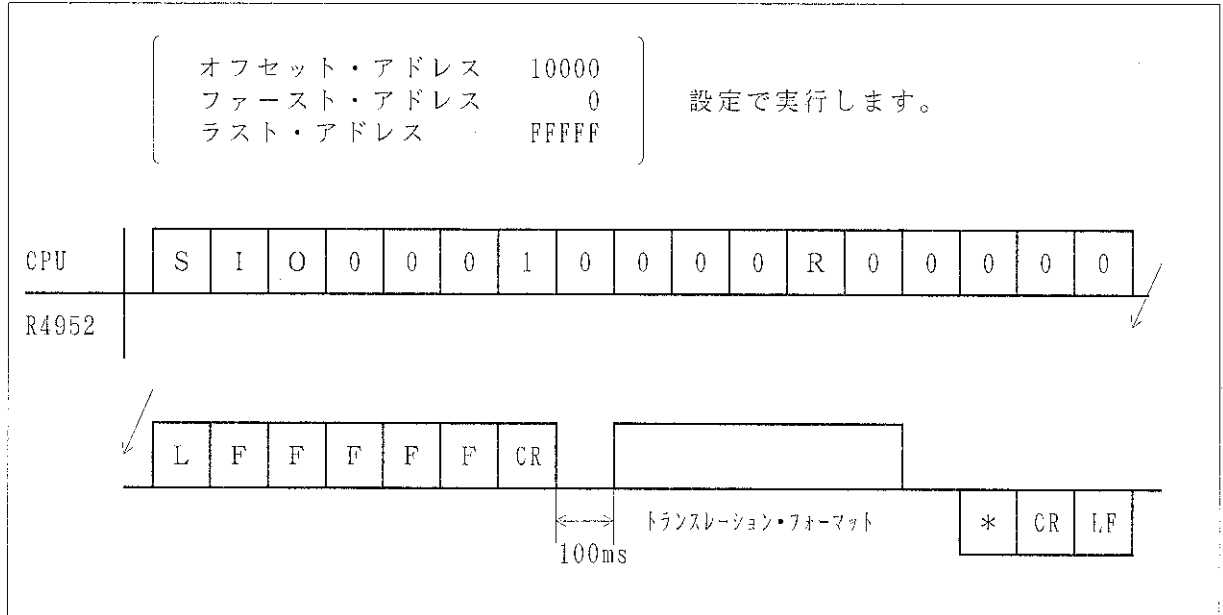 オフセット・アドレス 10000
ファースト・アドレス 0
ラスト・アドレス FFFFF
設定で実行します。
CPU S I O 0 0 0 1 0 0 0 0 R 0 0 0 0 0
R4952
L F F F F F CR
トランスレーション・フォーマット * CR LF
100ms